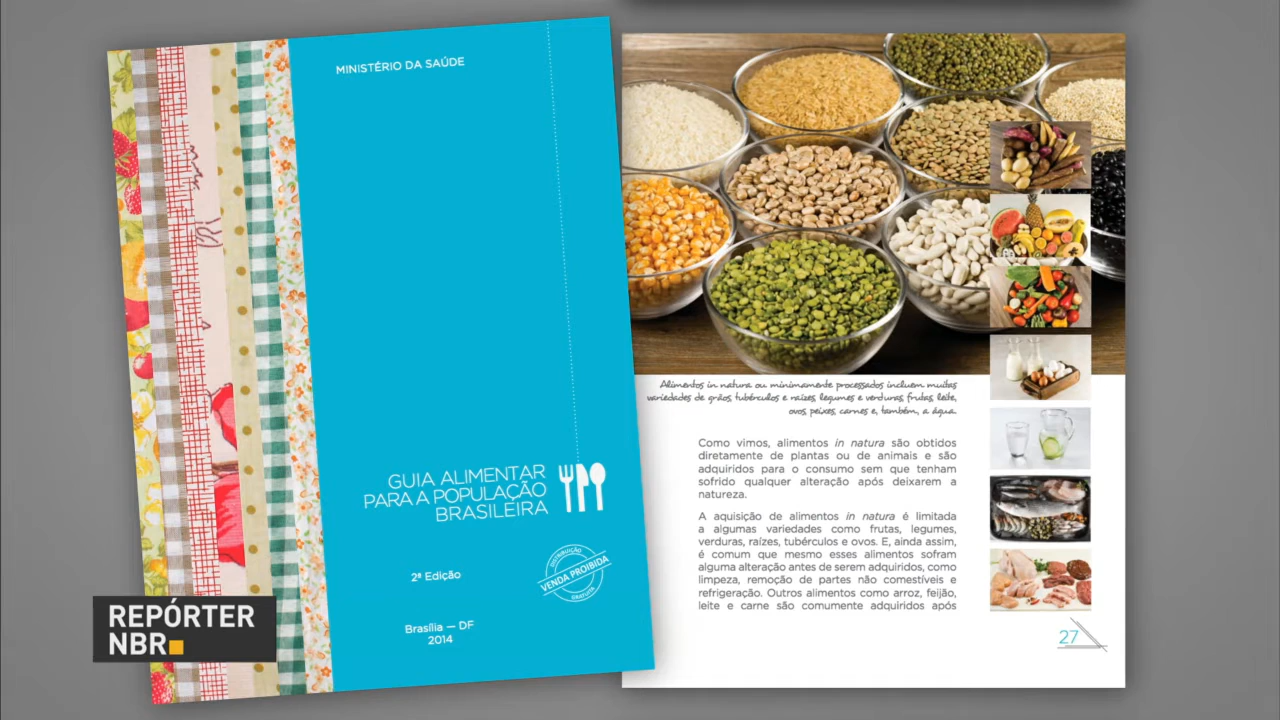 MINISTÉRIO DA SAÚDE
GUIA ALIMENTAR
PARA A POPULAÇÃO
BRASILEIRA
2ª Edição
DISTRIBUIÇÃO
VENDA PROIBIDA
GRATUITA
Brasília — DF
2014
REPÓRTER
NBR
Alimentos in natura ou minimamente processados incluem muitas
variedades de grãos, tubérculos e raízes, legumes e verduras, frutas, leite,
ovos, peixes, carnes e, também, a água.
Como vimos, alimentos in natura são obtidos
diretamente de plantas ou de animais e são
adquiridos para o consumo sem que tenham
sofrido qualquer alteração após deixarem a
natureza.
A aquisição de alimentos in natura é limitada
a algumas variedades como frutas, legumes,
verduras, raízes, tubérculos e ovos. E, ainda assim,
é comum que mesmo esses alimentos sofram
alguma alteração antes de serem adquiridos, como
limpeza, remoção de partes não comestíveis e
refrigeração. Outros alimentos como arroz, feijão,
leite e carne são comumente adquiridos após
27